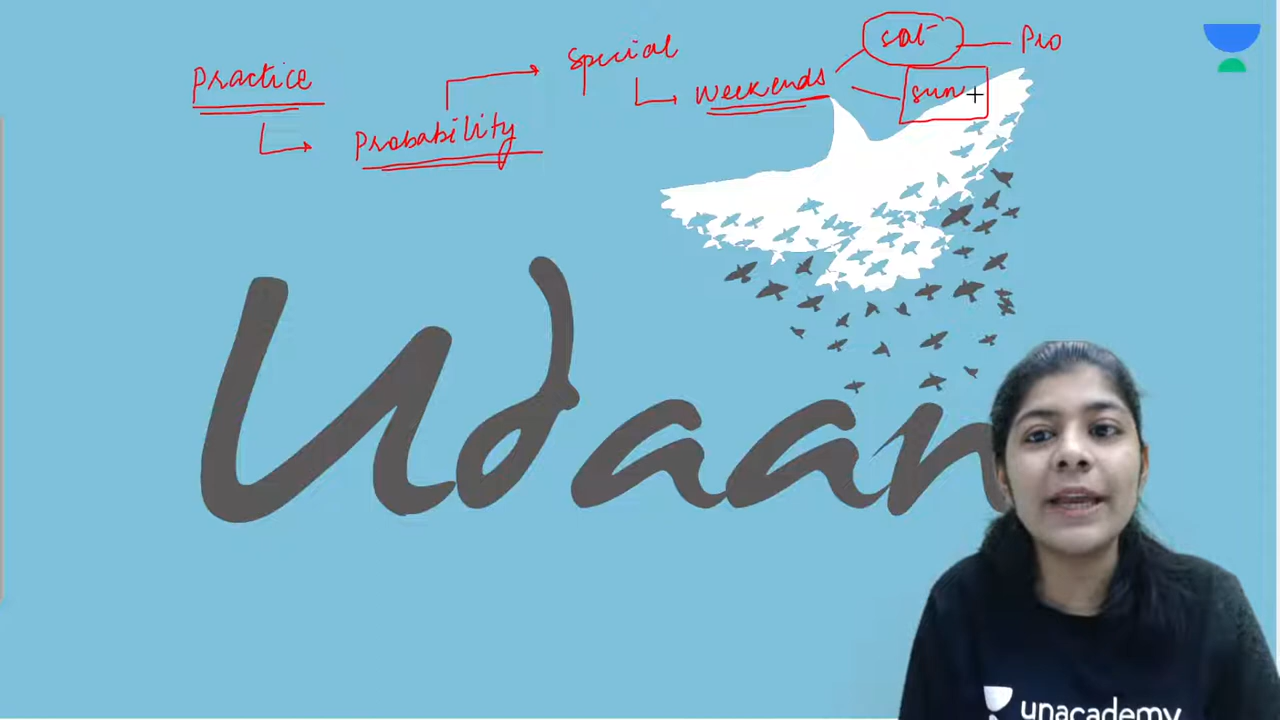 Practice
Probability
Special
Weekends
sat
sun
Pro
Udaan
unacademy